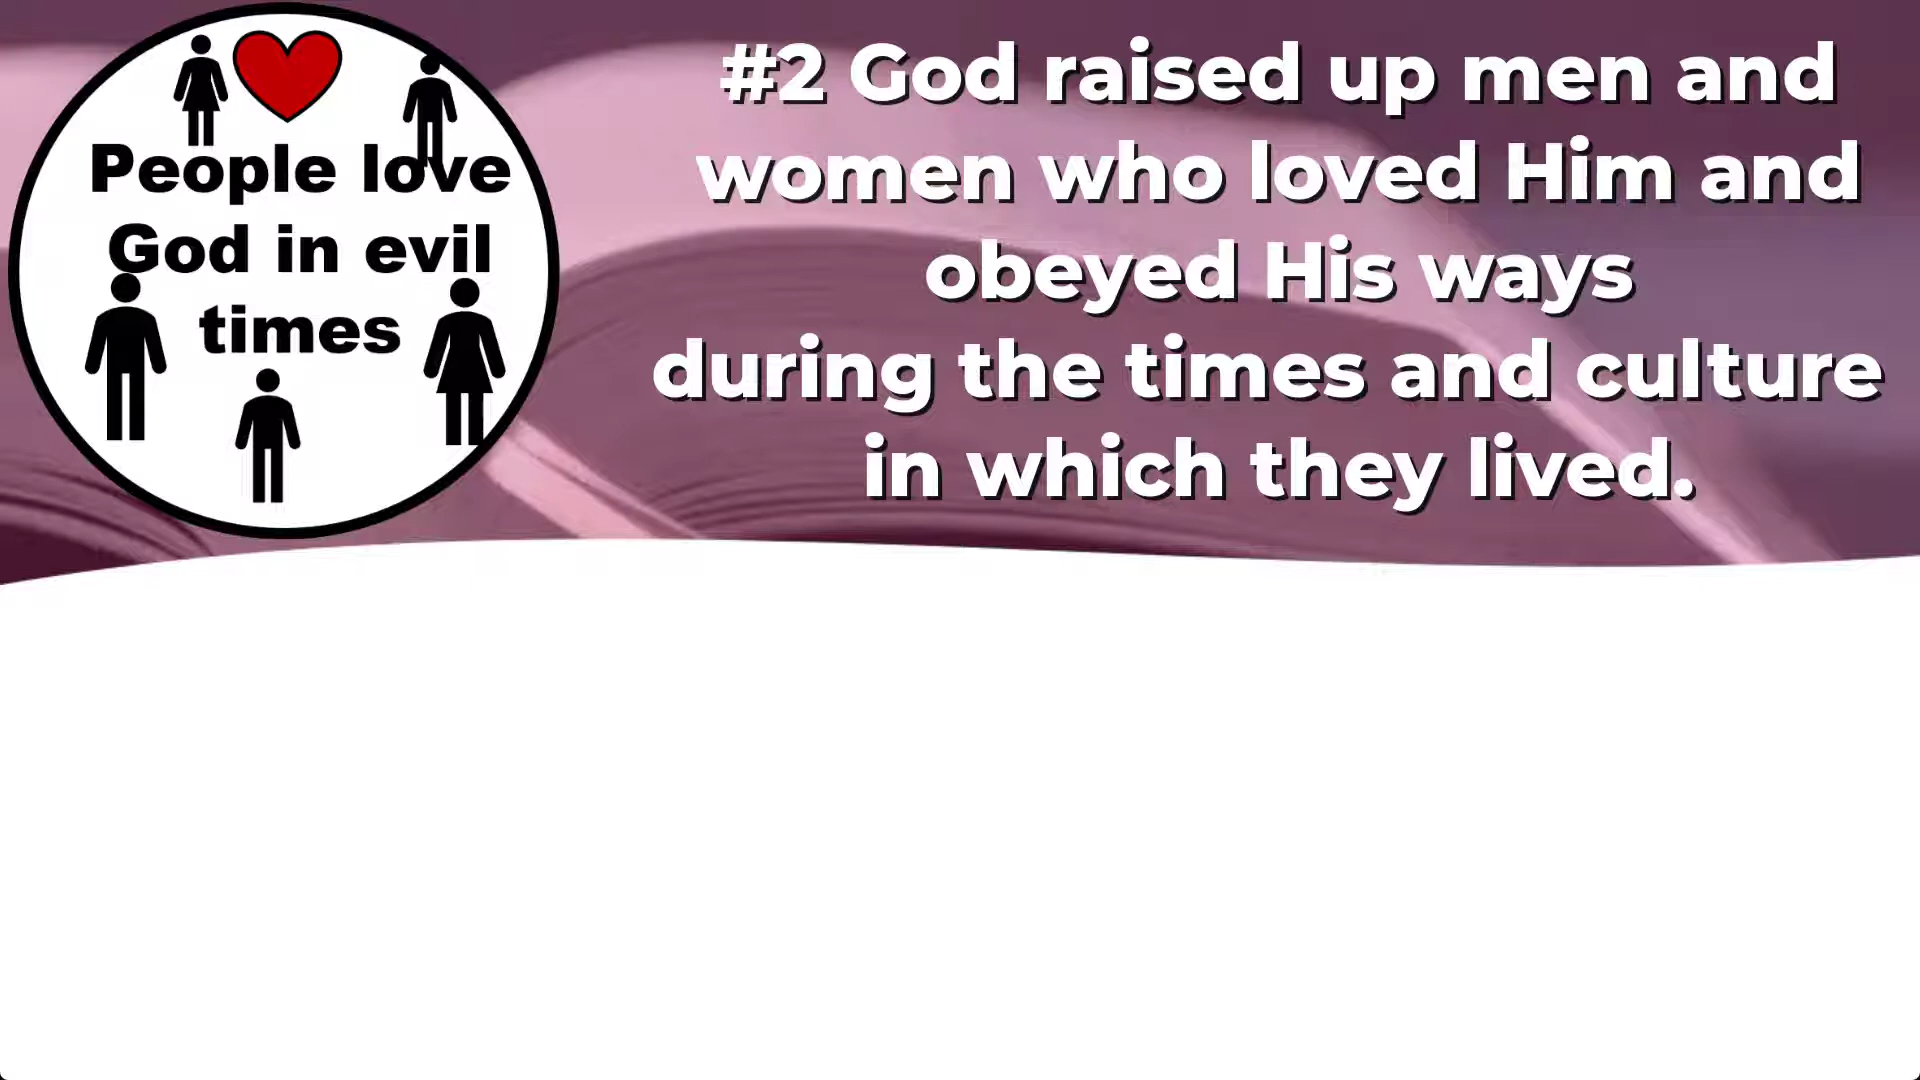 People love
God in evil
times
#2 God raised up men and
women who loved Him and
obeyed His ways
during the times and culture
in which they lived.